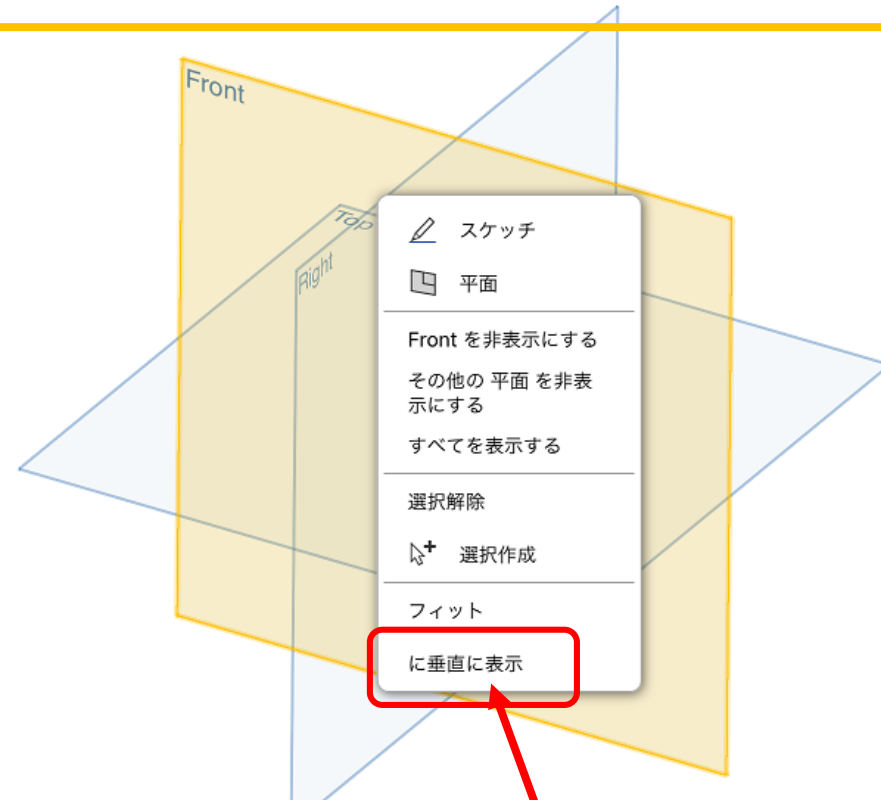 Front
Top
Right
スケッチ
平面
Front を非表示にする
その他の 平面 を非表
示にする
すべてを表示する
選択解除
選択作成
フィット
に垂直に表示